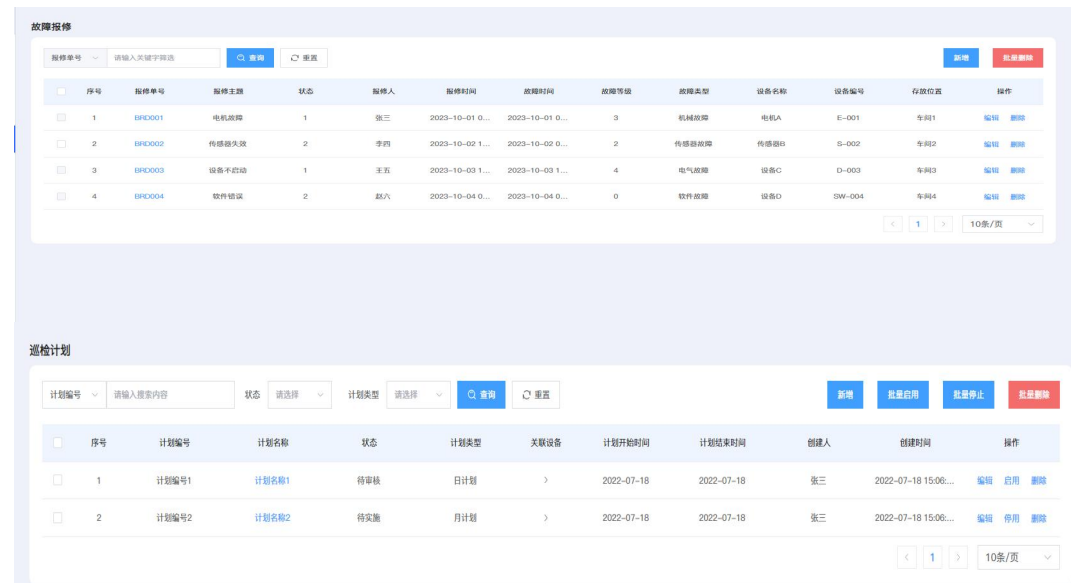 故障报修
报修单号 请输入关键字筛选 查询 重置 新增 批量删除
序号 报修单号 报修主题 状态 报修人 报修时间 故障时间 故障等级 故障类型 设备名称 设备编号 存放位置 操作
1 BRD001 电机故障 1 张三 2023-10-01 0... 2023-10-01 0... 3 机械故障 电机A E-001 车间1 编辑 删除
2 BRD002 传感器失效 2 李四 2023-10-02 1... 2023-10-02 0... 2 传感器故障 传感器B S-002 车间2 编辑 删除
3 BRD003 设备不启动 1 王五 2023-10-03 1... 2023-10-03 1... 4 电气故障 设备C D-003 车间3 编辑 删除
4 BRD004 软件错误 2 赵六 2023-10-04 0... 2023-10-04 0... 0 软件故障 设备D SW-004 车间4 编辑 删除
< 1 > 10条/页
巡检计划
计划编号 请输入搜索内容 状态 请选择 计划类型 请选择 查询 重置 新增 批量启用 批量停止 批量删除
序号 计划编号 计划名称 状态 计划类型 关联设备 计划开始时间 计划结束时间 创建人 创建时间 操作
1 计划编号1 计划名称1 待审核 日计划 > 2022-07-18 2022-07-18 张三 2022-07-18 15:06:... 编辑 启用 删除
2 计划编号2 计划名称2 待实施 月计划 > 2022-07-18 2022-07-18 张三 2022-07-18 15:06:... 编辑 停用 删除
< 1 > 10条/页